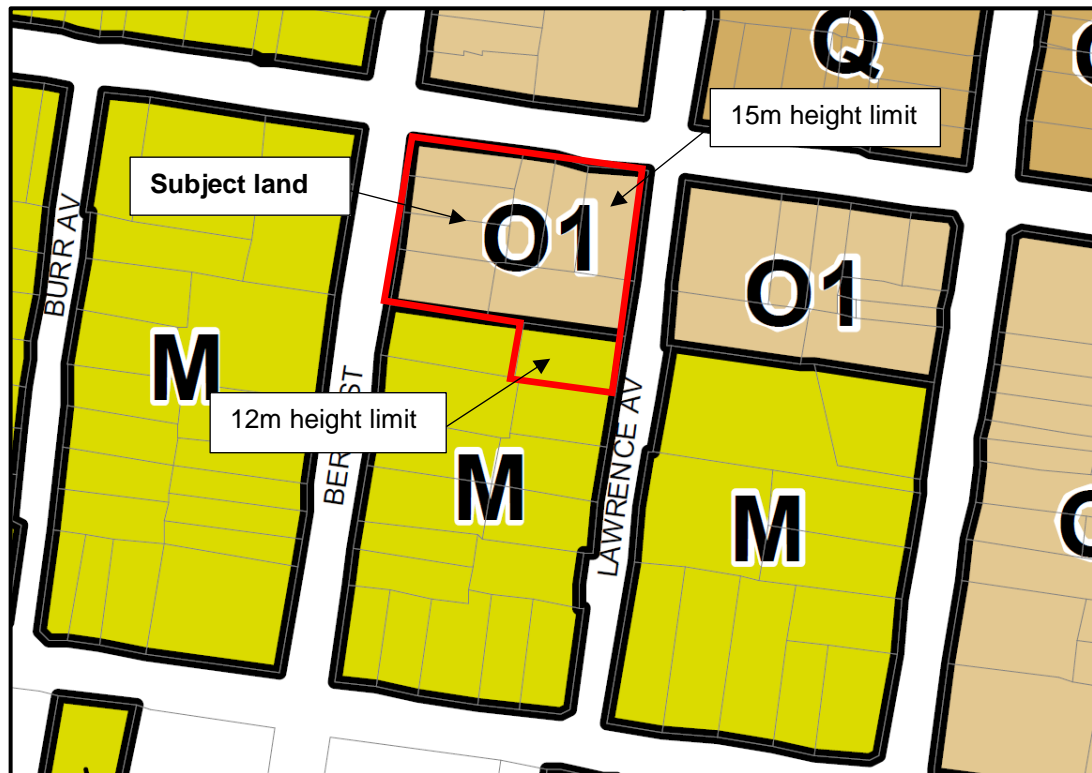 Q
15m height limit
Subject land
O1
O1
BURR AV
M
12m height limit
M
LAWRENCE AV
M